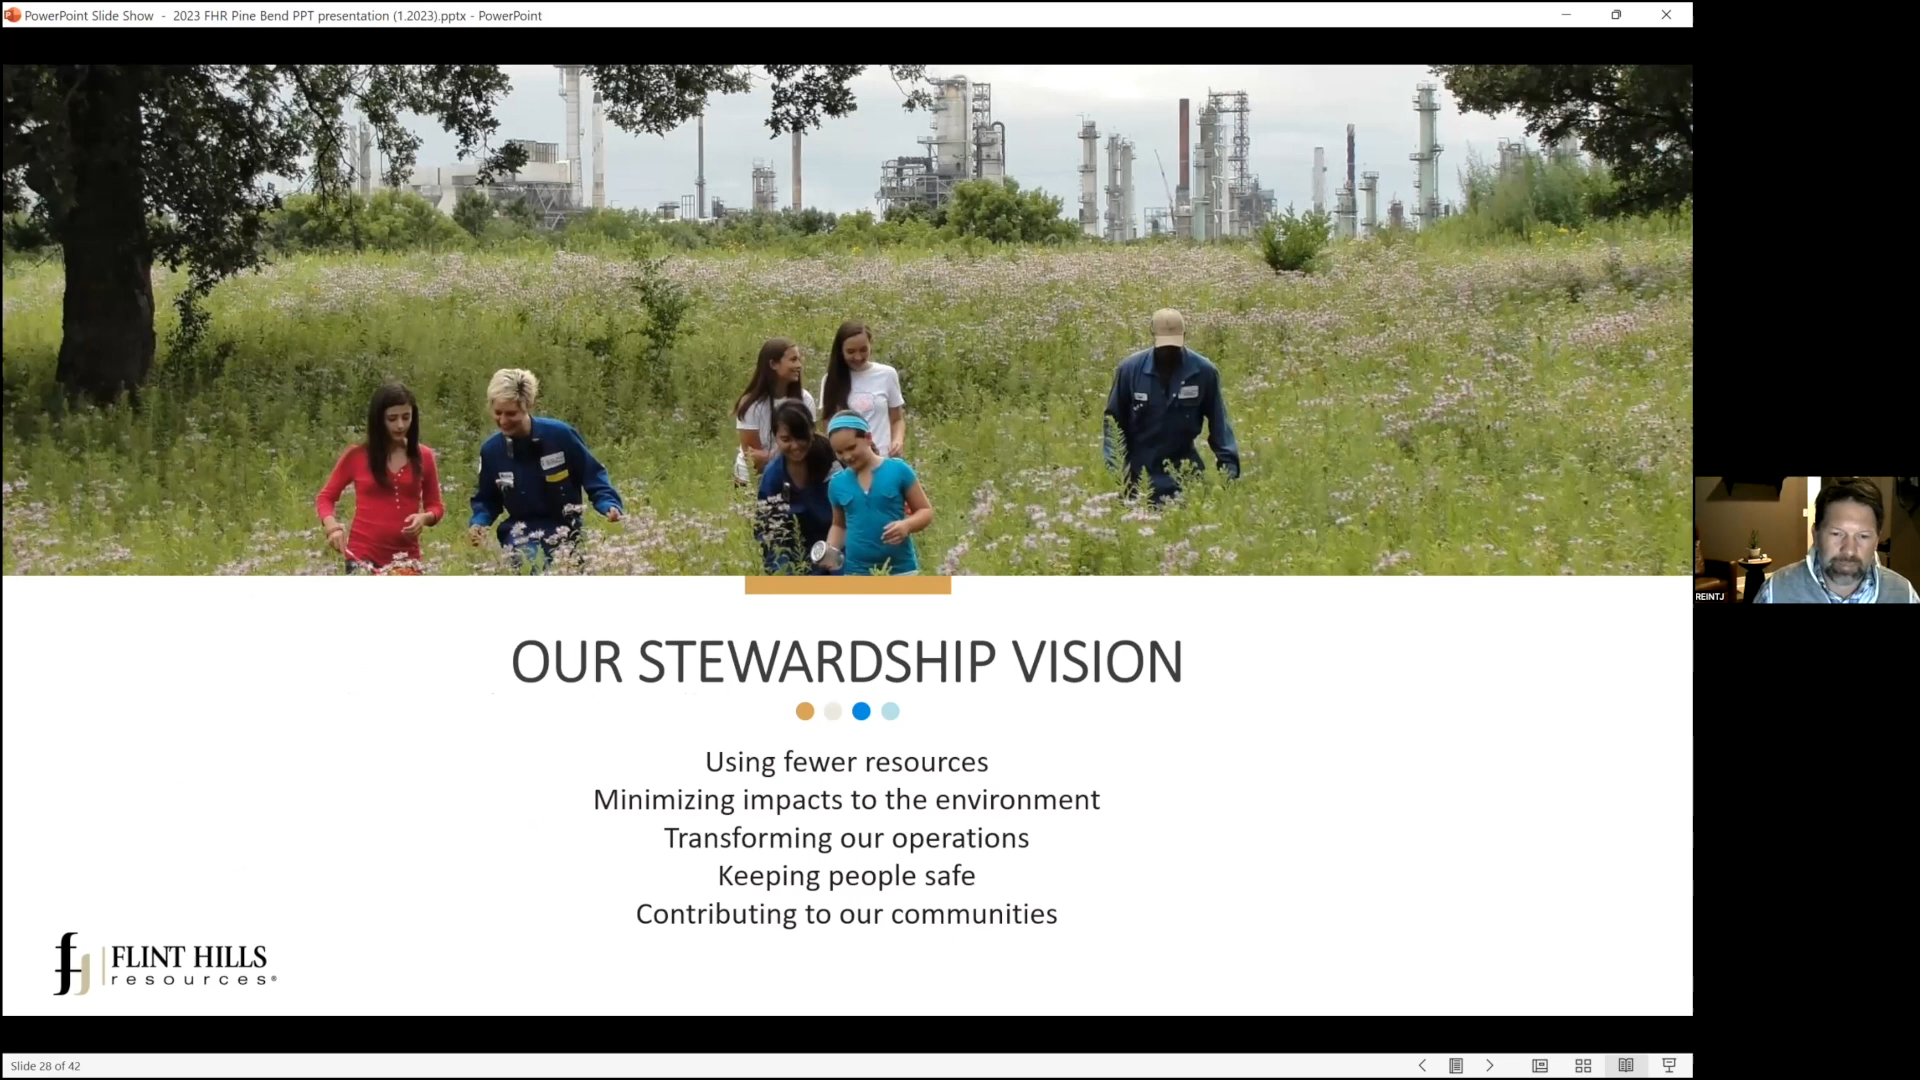 PowerPoint Slide Show - 2023 FHR Pine Bend PPT presentation (1.2023).pptx - PowerPoint
OUR STEWARDSHIP VISION
Using fewer resources
Minimizing impacts to the environment
Transforming our operations
Keeping people safe
Contributing to our communities
FLINT HILLS
resources®
REINTJ
Slide 28 of 42